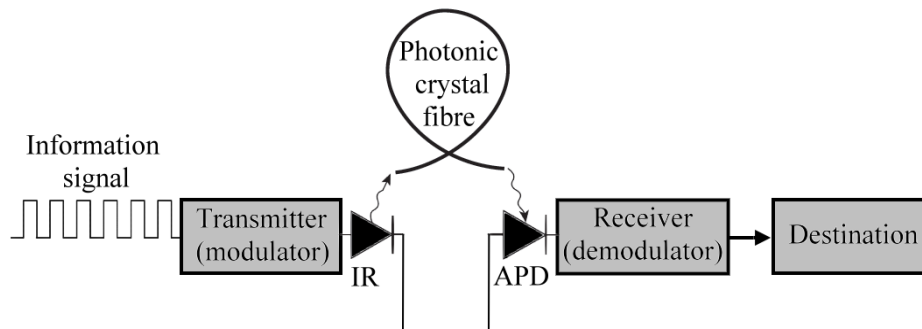 Photonic
crystal
fibre
Information
signal
Transmitter
(modulator)
IR
APD
Receiver
(demodulator)
Destination